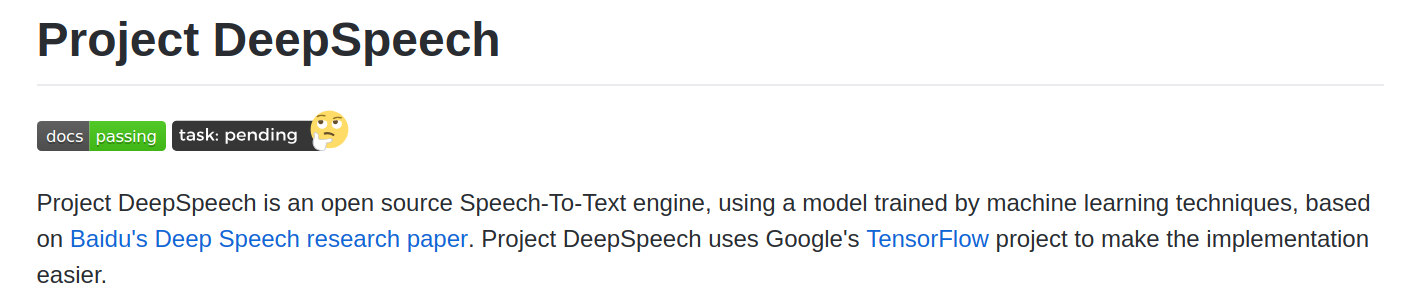 Project DeepSpeech
docs passing task: pending
Project DeepSpeech is an open source Speech-To-Text engine, using a model trained by machine learning techniques, based
on Baidu's Deep Speech research paper. Project DeepSpeech uses Google's TensorFlow project to make the implementation
easier.